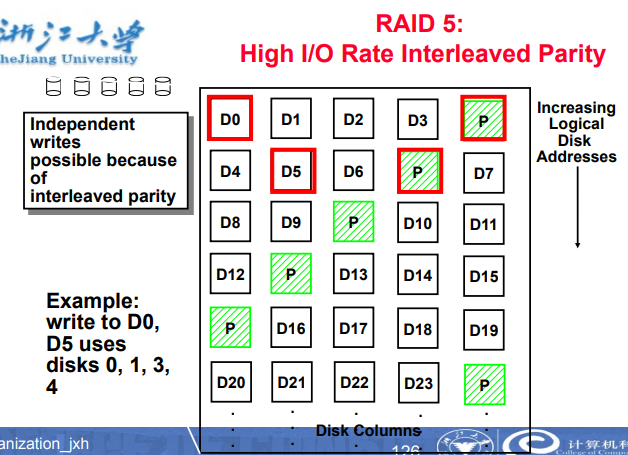 浙江大学
heJiang University
RAID 5:
High I/O Rate Interleaved Parity
Independent
writes
possible because
of
interleaved parity
D0 D1 D2 D3 P
D4 D5 D6 P D7
D8 D9 P D10 D11
D12 P D13 D14 D15
P D16 D17 D18 D19
D20 D21 D22 D23 P
Increasing
Logical
Disk
Addresses
Example:
write to D0,
D5 uses
disks 0, 1, 3,
4
Disk Columns
anization_jxh
126
计算机科
College of Compu